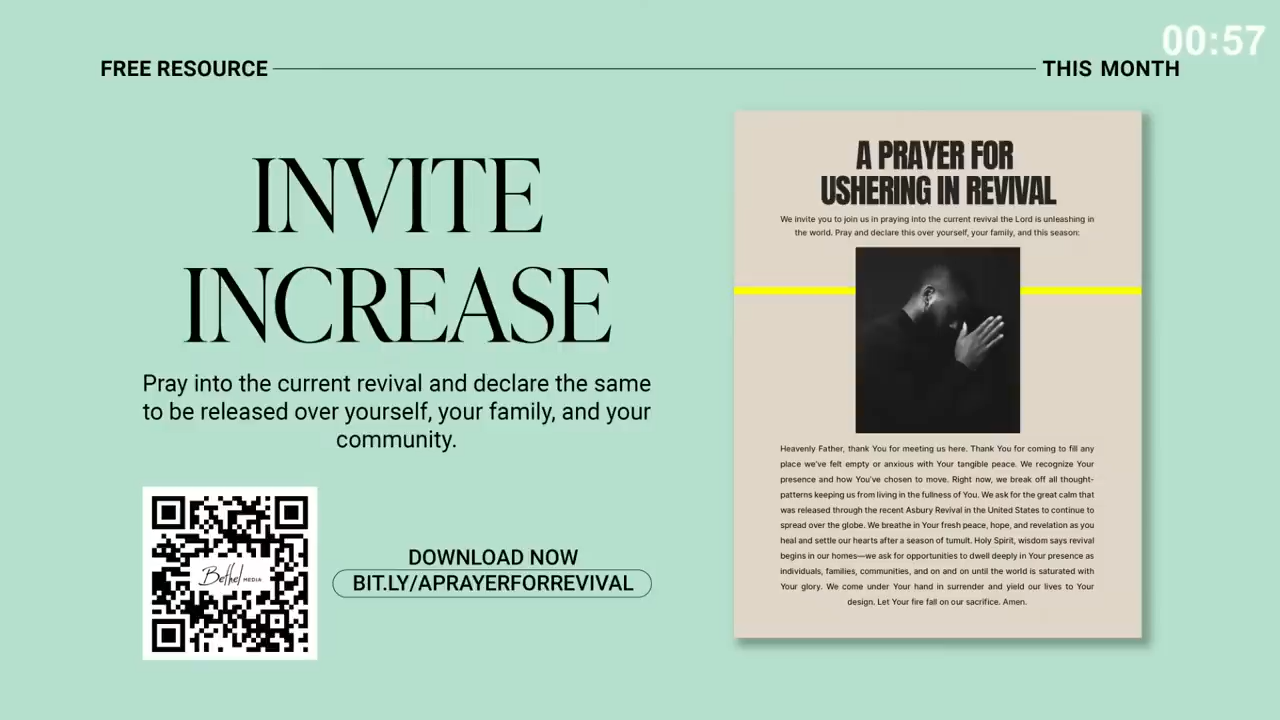 00:57
FREE RESOURCE
THIS MONTH
INVITE
INCREASE
Pray into the current revival and declare the same
to be released over yourself, your family, and your
community.
Bethel MEDIA
DOWNLOAD NOW
BIT.LY/APRAYERFORREVIVAL
A PRAYER FOR
USHERING IN REVIVAL
We invite you to join us in praying into the current revival the Lord is unleashing in
the world. Pray and declare this over yourself, your family, and this season:
Heavenly Father, thank You for meeting us here. Thank You for coming to fill any
place we've felt empty or anxious with Your tangible peace. We recognize Your
presence and how You've chosen to move. Right now, we break off all thought-
patterns keeping us from living in the fullness of You. We ask for the great calm that
was released through the recent Asbury Revival in the United States to continue to
spread over the globe. We breathe in Your fresh peace, hope, and revelation as you
heal and settle our hearts after a season of tumult. Holy Spirit, wisdom says revival
begins in our homes—we ask for opportunities to dwell deeply in Your presence as
individuals, families, communities, and on and on until the world is saturated with
Your glory. We come under Your hand in surrender and yield our lives to Your
design. Let Your fire fall on our sacrifice. Amen.